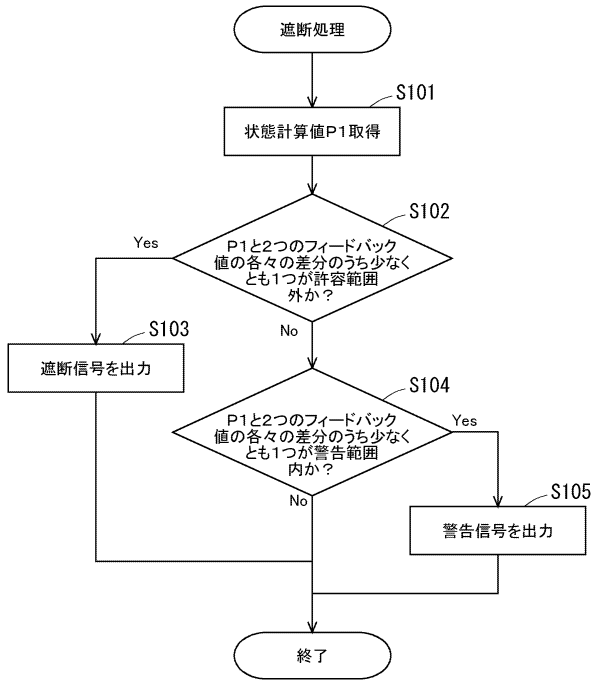 遮断処理
S101
状態計算値P1取得
S102
P1と2つのフィードバック
値の各々の差分のうち少なく
とも1つが許容範囲
外か？
Yes
No
S103
遮断信号を出力
S104
P1と2つのフィードバック
値の各々の差分のうち少なく
とも1つが警告範囲
内か？
Yes
No
S105
警告信号を出力
終了